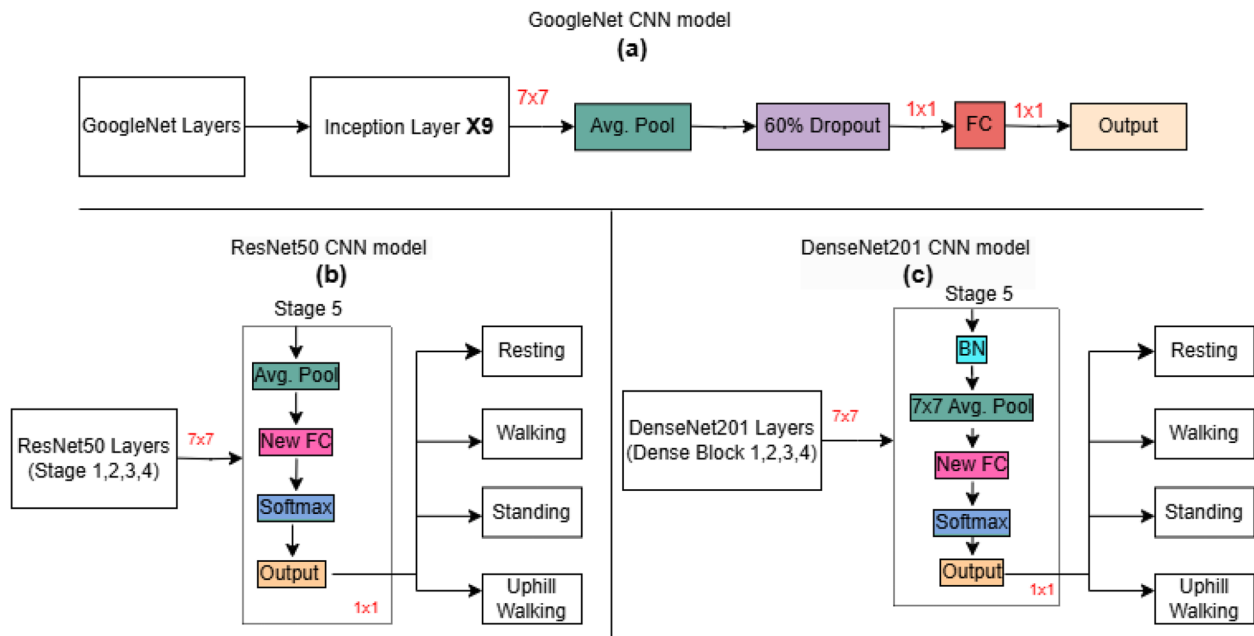 GoogleNet CNN model
(a)
GoogleNet Layers
Inception Layer X9
7x7
Avg. Pool
60% Dropout
1x1
FC
1x1
Output
ResNet50 CNN model
(b)
Stage 5
Avg. Pool
New FC
Softmax
Output
1x1
ResNet50 Layers
(Stage 1,2,3,4)
7x7
Resting
Walking
Standing
Uphill
Walking
DenseNet201 CNN model
(c)
Stage 5
BN
7x7 Avg. Pool
New FC
Softmax
Output
1x1
DenseNet201 Layers
(Dense Block 1,2,3,4)
7x7
Resting
Walking
Standing
Uphill
Walking